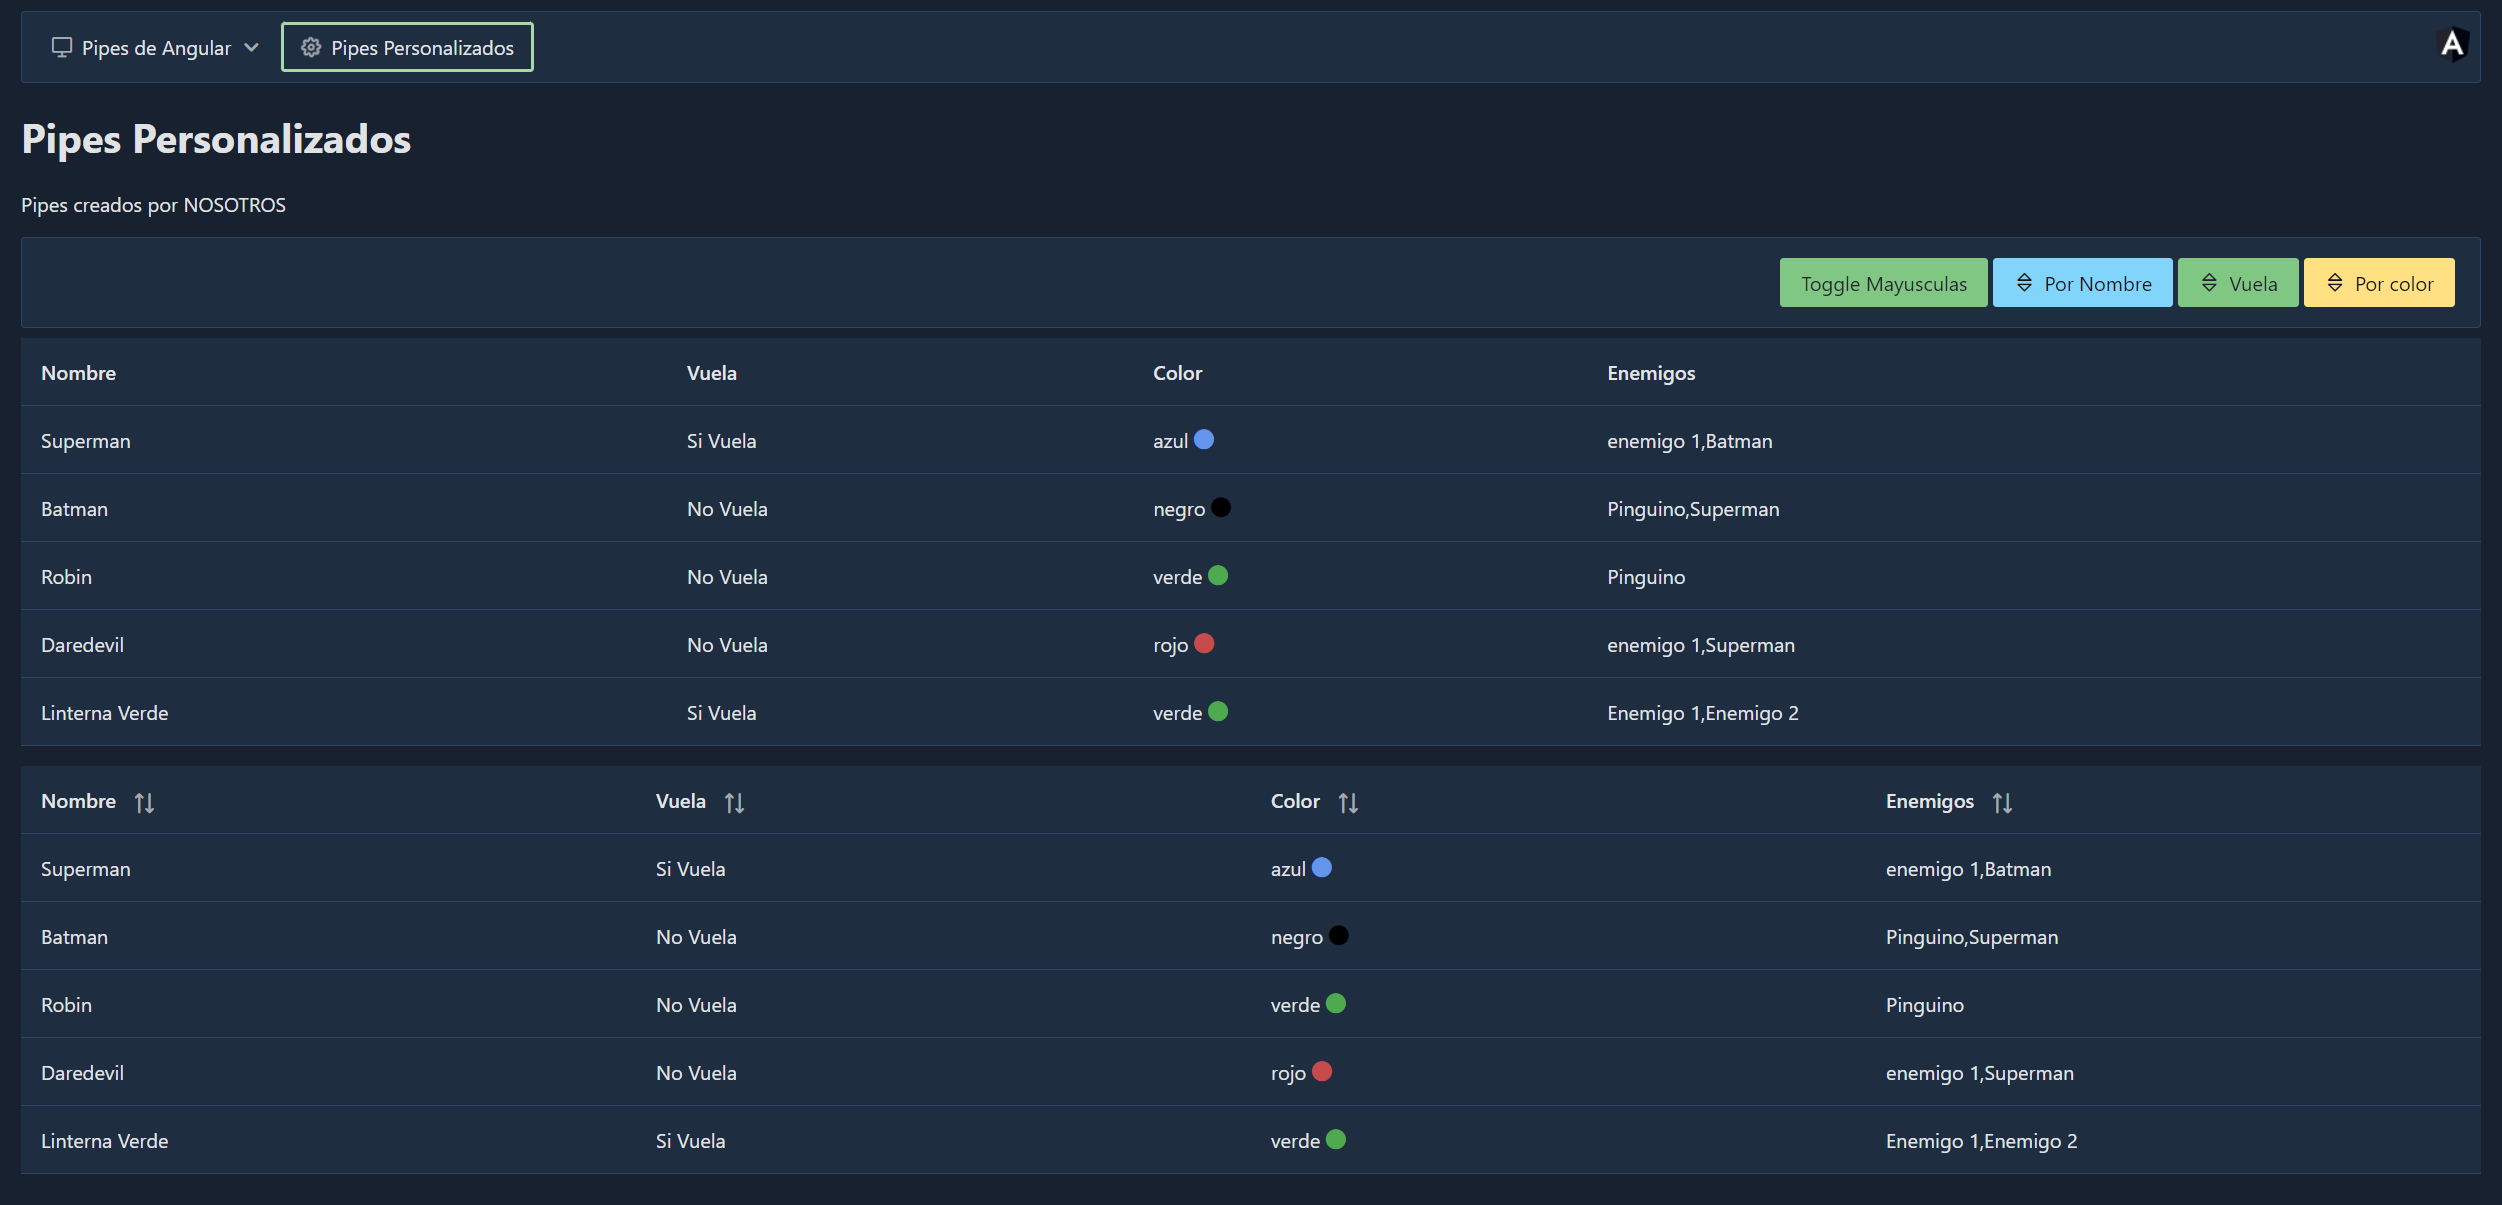 Pipes de Angular Pipes Personalizados
Pipes Personalizados
Pipes creados por NOSOTROS
Toggle Mayusculas Por Nombre Vuela Por color
Nombre Vuela Color Enemigos
Superman Si Vuela azul enemigo 1,Batman
Batman No Vuela negro Pinguino,Superman
Robin No Vuela verde Pinguino
Daredevil No Vuela rojo enemigo 1,Superman
Linterna Verde Si Vuela verde Enemigo 1,Enemigo 2
Nombre Vuela Color Enemigos
Superman Si Vuela azul enemigo 1,Batman
Batman No Vuela negro Pinguino,Superman
Robin No Vuela verde Pinguino
Daredevil No Vuela rojo enemigo 1,Superman
Linterna Verde Si Vuela verde Enemigo 1,Enemigo 2